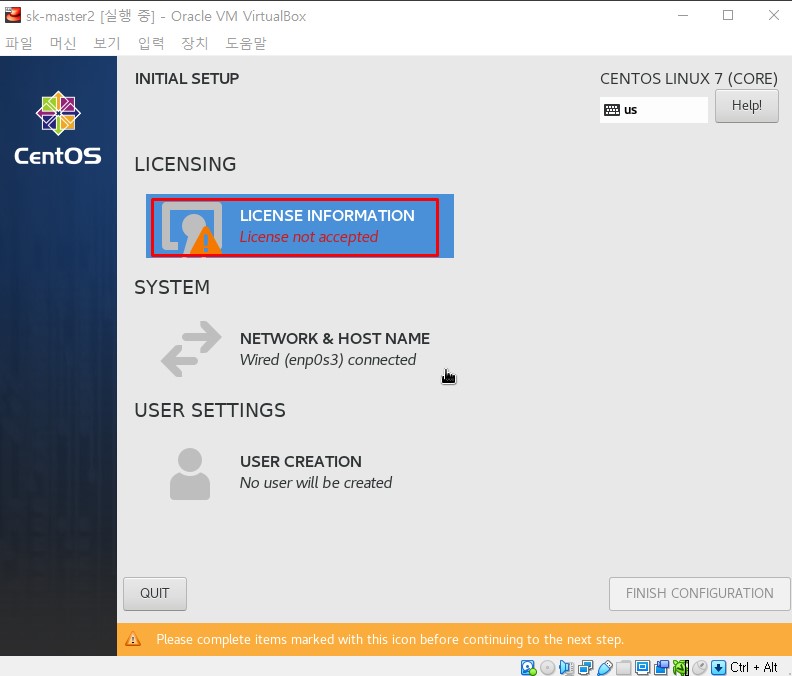 sk-master2 [실행 중] - Oracle VM VirtualBox
파일 머신 보기 입력 장치 도움말
INITIAL SETUP
CENTOS LINUX 7 (CORE)
us
Help!
CentOS
LICENSING
LICENSE INFORMATION
License not accepted
SYSTEM
NETWORK & HOST NAME
Wired (enp0s3) connected
USER SETTINGS
USER CREATION
No user will be created
QUIT
FINISH CONFIGURATION
Please complete items marked with this icon before continuing to the next step.
Ctrl + Alt